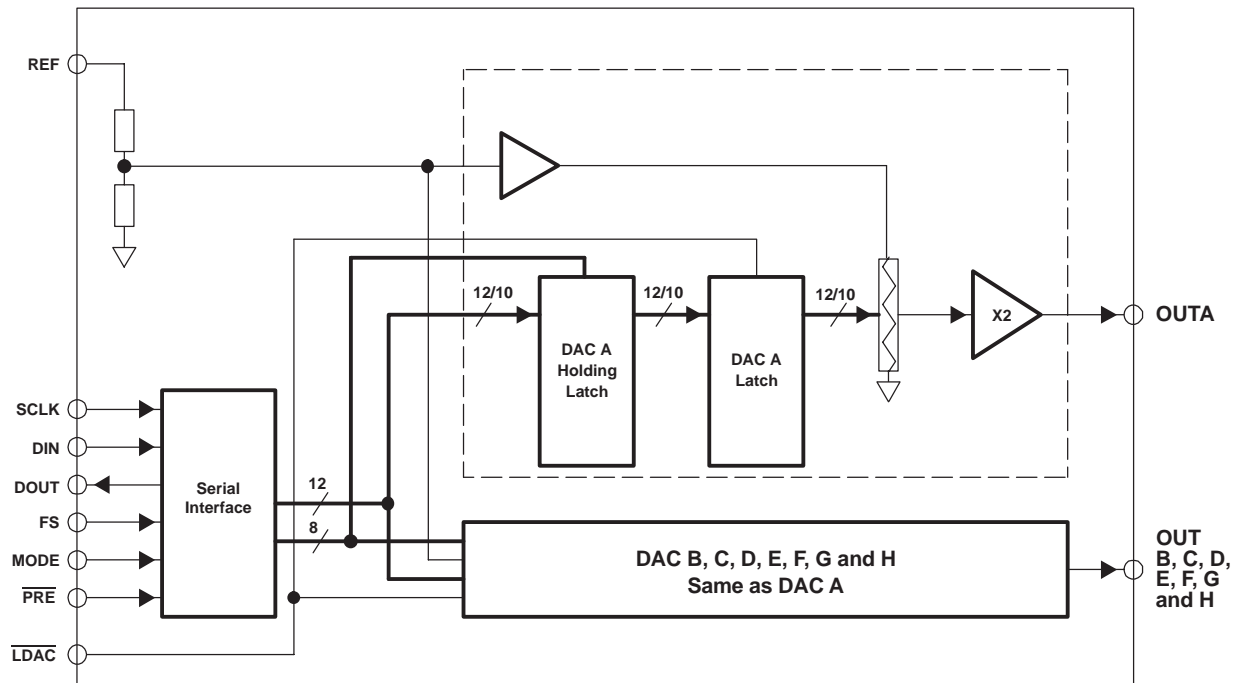 REF
12/10
12/10
12/10
X2
OUTA
DAC A
Holding
Latch
DAC A
Latch
SCLK
DIN
DOUT
FS
MODE
PRE
LDAC
Serial
Interface
12
8
DAC B, C, D, E, F, G and H
Same as DAC A
OUT
B, C, D,
E, F, G
and H